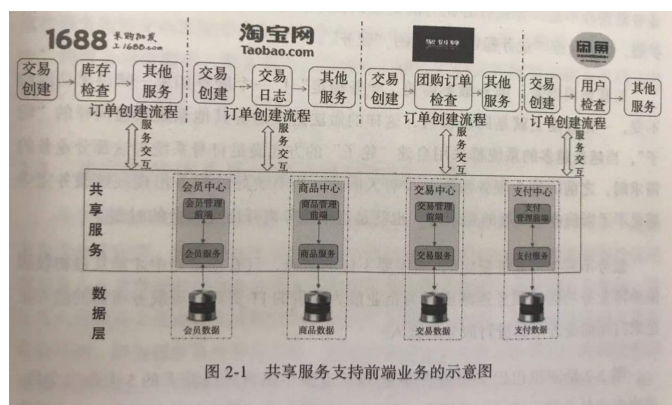 1688 采购批发
上1688.com
淘宝网
Taobao.com
聚划算
闲鱼
交易创建 库存检查 其他服务
交易创建 交易日志 其他服务
交易创建 团购订单检查 其他服务
交易创建 用户检查 其他服务
订单创建流程 订单创建流程 订单创建流程 订单创建流程
服务交互 服务交互 服务交互 服务交互
共享服务
会员中心 商品中心 交易中心 支付中心
会员管理前端 商品管理前端 交易管理前端 支付管理前端
会员服务 商品服务 交易服务 支付服务
数据层
会员数据 商品数据 交易数据 支付数据
图 2-1 共享服务支持前端业务的示意图